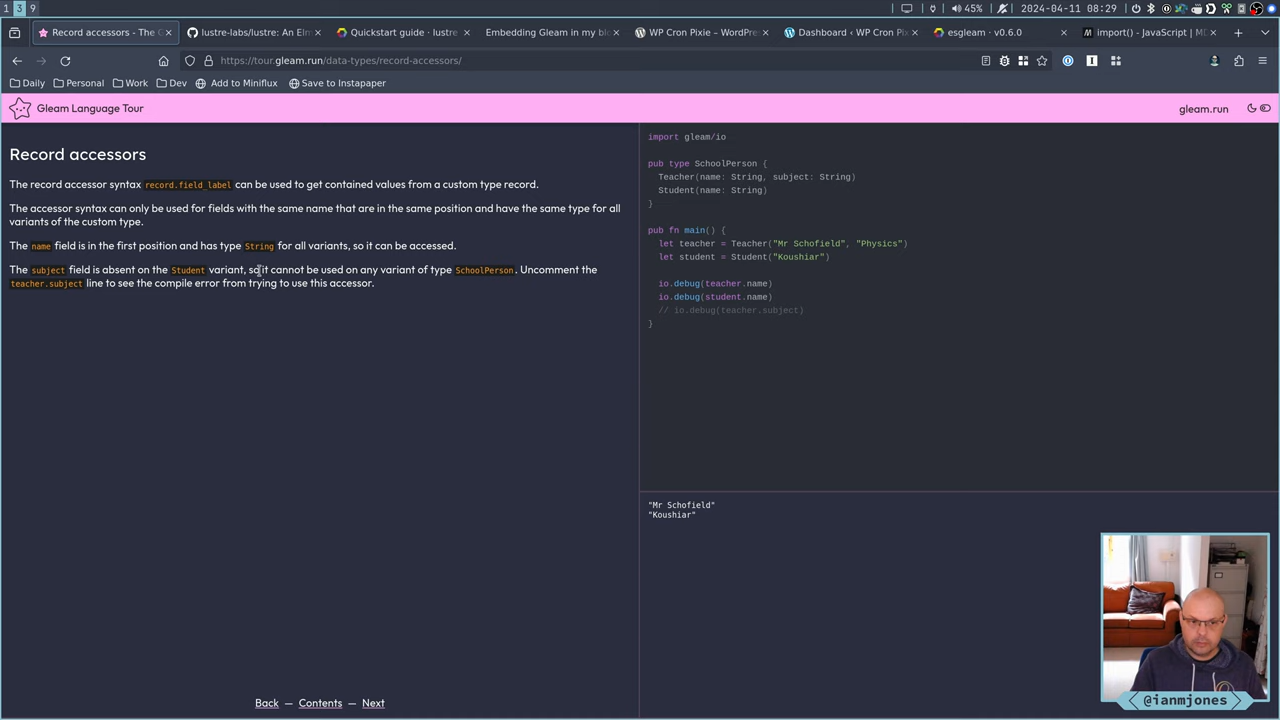 1 3 9
45%
2024-04-11 08:29
Record accessors - The G
lustre-labs/lustre: An Elm
Quickstart guide · lustre
Embedding Gleam in my blo
WP Cron Pixie – WordPre
Dashboard ‹ WP Cron Pix
esgleam · v0.6.0
import() - JavaScript | MD
https://tour.gleam.run/data-types/record-accessors/
Daily Personal Work Dev Add to Miniflux Save to Instapaper
Gleam Language Tour
gleam.run
Record accessors
The record accessor syntax record.field_label can be used to get contained values from a custom type record.
The accessor syntax can only be used for fields with the same name that are in the same position and have the same type for all
variants of the custom type.
The name field is in the first position and has type String for all variants, so it can be accessed.
The subject field is absent on the Student variant, so it cannot be used on any variant of type SchoolPerson. Uncomment the
teacher.subject line to see the compile error from trying to use this accessor.
Back — Contents — Next
import gleam/io
pub type SchoolPerson {
Teacher(name: String, subject: String)
Student(name: String)
}
pub fn main() {
let teacher = Teacher("Mr Schofield", "Physics")
let student = Student("Koushiar")
io.debug(teacher.name)
io.debug(student.name)
// io.debug(teacher.subject)
}
"Mr Schofield"
"Koushiar"
@ianmjones